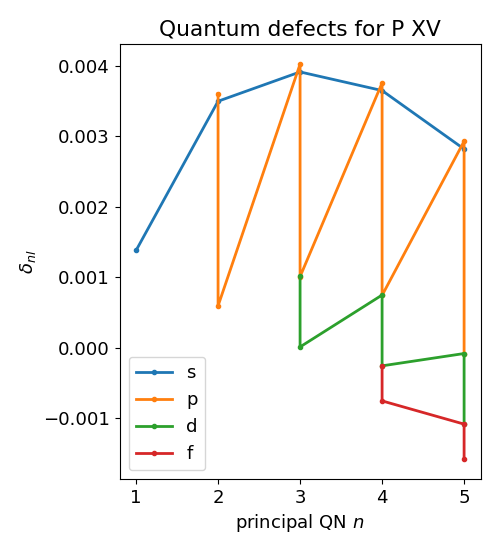 Quantum defects for P XV
0.004
0.003
0.002
0.001
0.000
−0.001
δnl
s
p
d
f
1 2 3 4 5
principal QN n